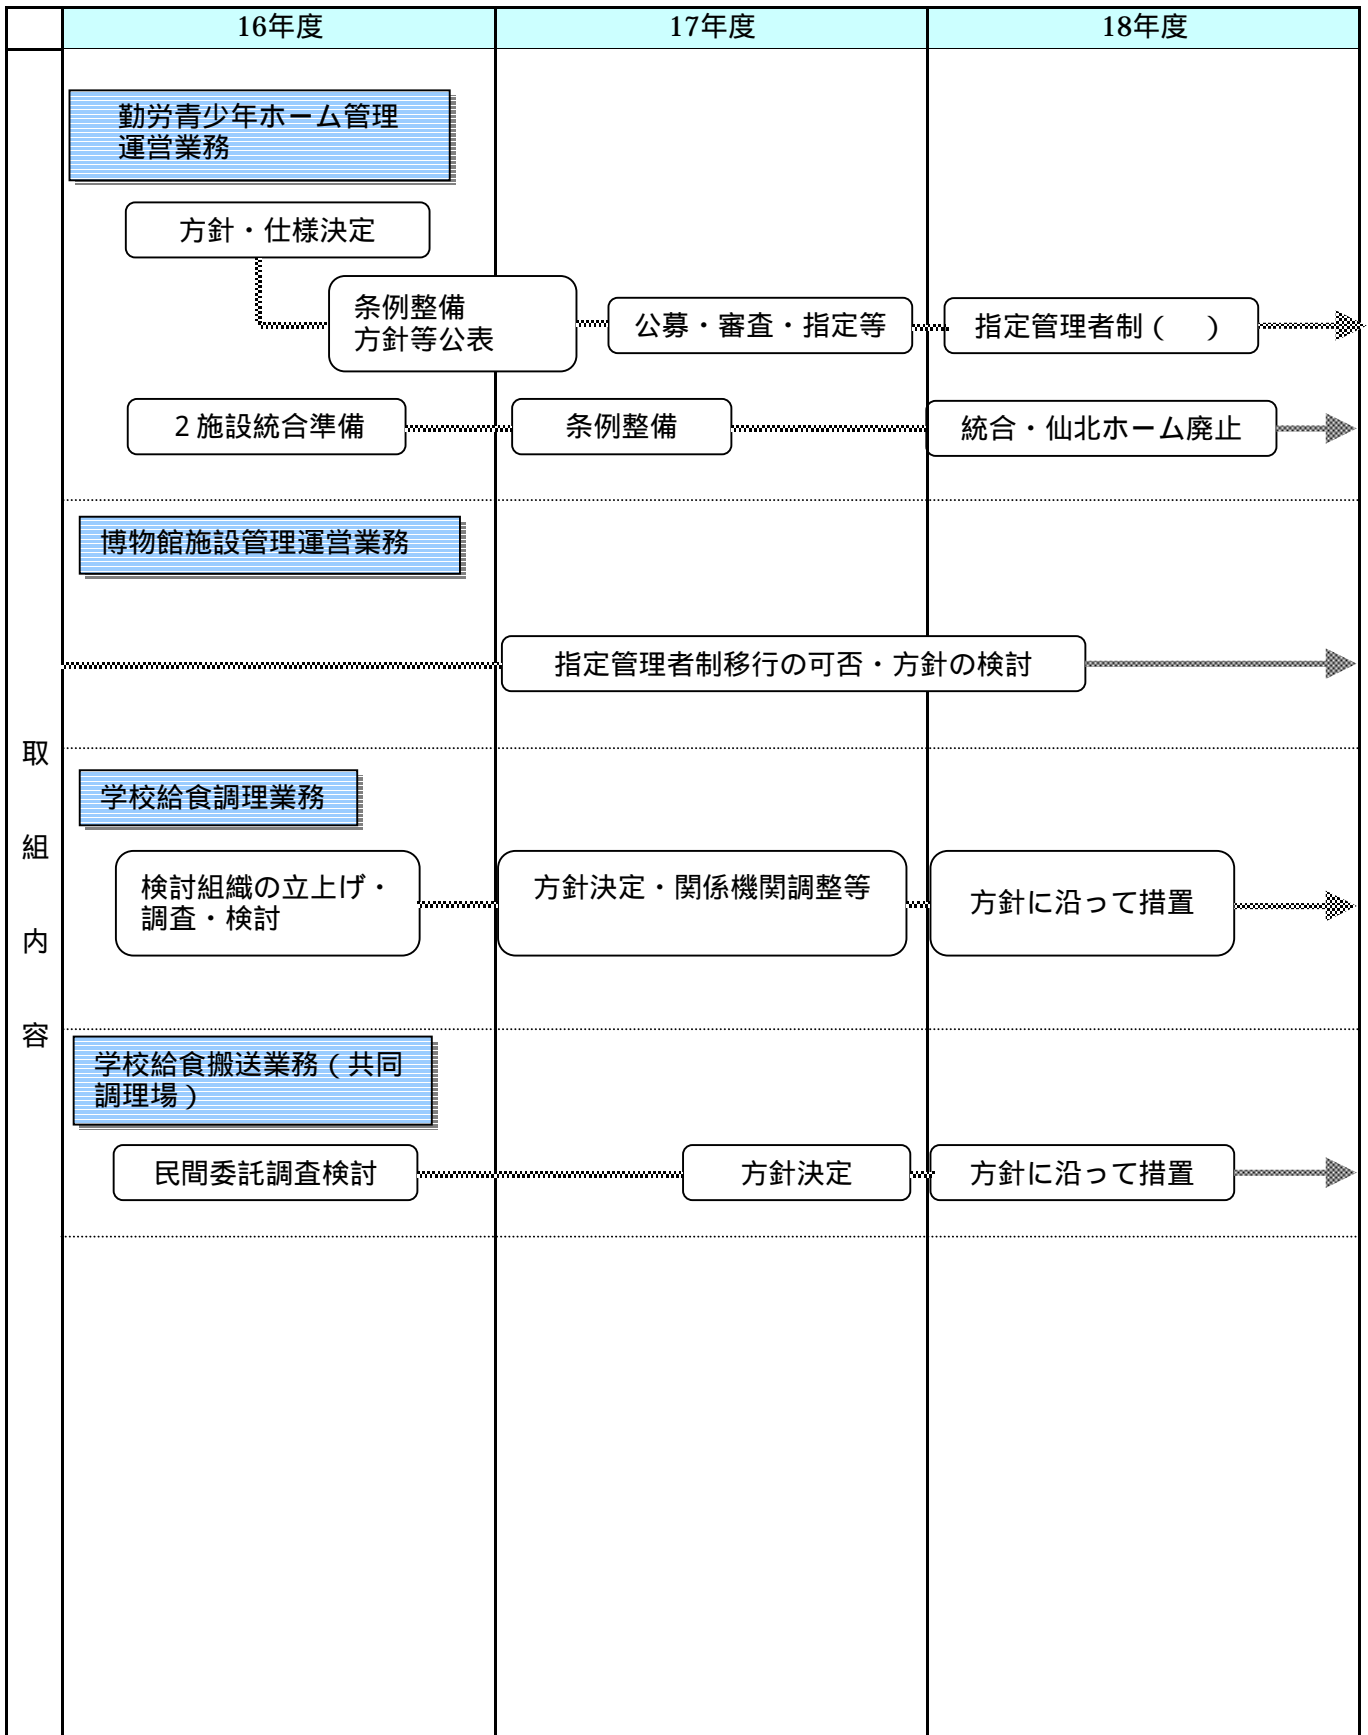 16年度
17年度
18年度
取組内容
勤労青少年ホーム管理
運営業務
方針・仕様決定
条例整備
方針等公表
公募・審査・指定等
指定管理者制(　)
２施設統合準備
条例整備
統合・仙北ホーム廃止
博物館施設管理運営業務
指定管理者制移行の可否・方針の検討
学校給食調理業務
検討組織の立上げ・
調査・検討
方針決定・関係機関調整等
方針に沿って措置
学校給食搬送業務(共同
調理場)
民間委託調査検討
方針決定
方針に沿って措置